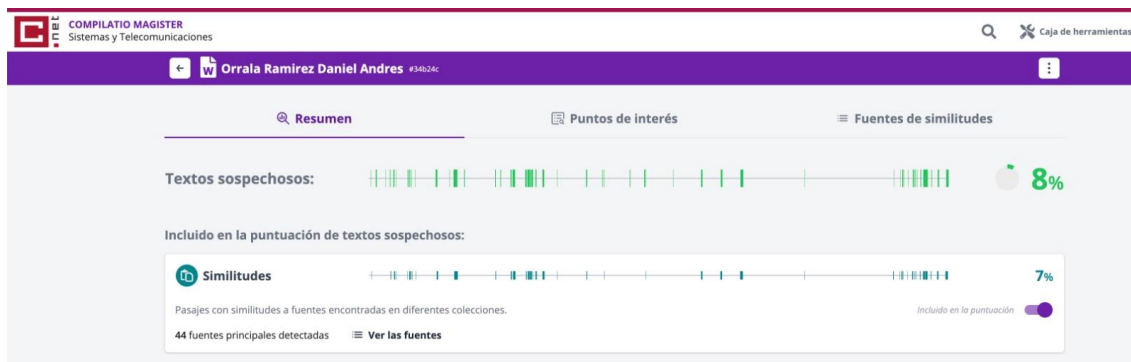 .net
COMPILATIO MAGISTER
Sistemas y Telecomunicaciones
Caja de herramientas
Orrala Ramirez Daniel Andres #34b24c
Resumen
Puntos de interés
Fuentes de similitudes
Textos sospechosos:
8%
Incluido en la puntuación de textos sospechosos:
Similitudes
7%
Pasajes con similitudes a fuentes encontradas en diferentes colecciones.
Incluido en la puntuación
44 fuentes principales detectadas
Ver las fuentes